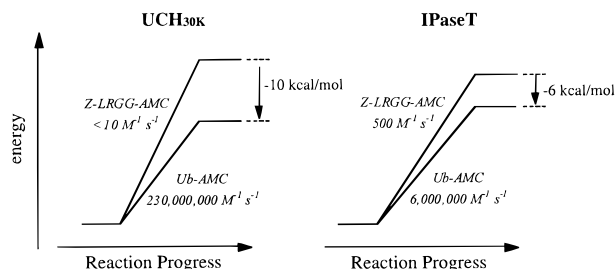 UCH30K
IPaseT
energy
Z-LRGG-AMC
<10 M-1 s-1
-10 kcal/mol
Ub-AMC
230,000,000 M-1 s-1
Reaction Progress
Z-LRGG-AMC
500 M-1 s-1
-6 kcal/mol
Ub-AMC
6,000,000 M-1 s-1
Reaction Progress